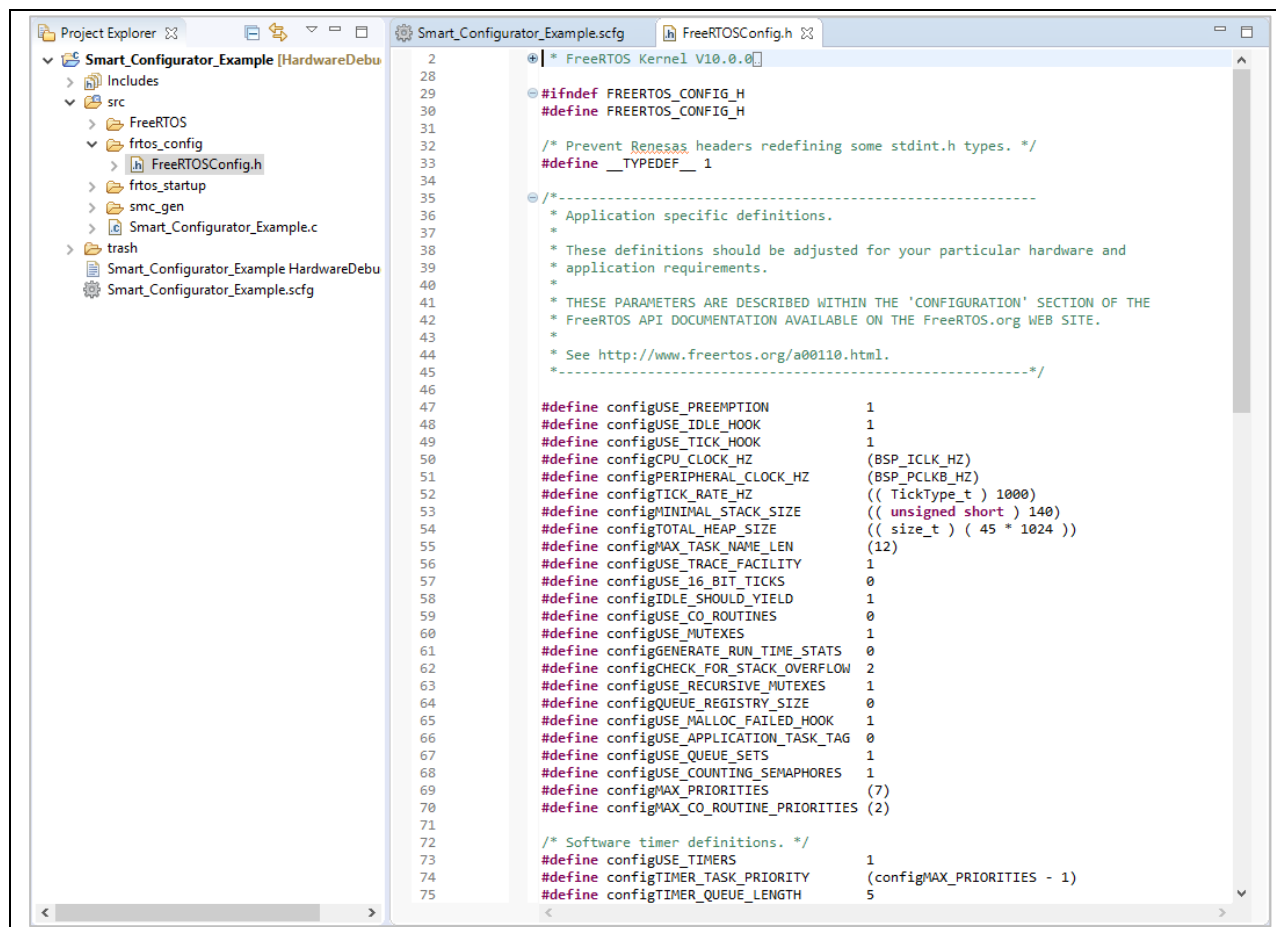 Project Explorer
Smart_Configurator_Example [HardwareDebu
Includes
src
FreeRTOS
frtos_config
FreeRTOSConfig.h
frtos_startup
smc_gen
Smart_Configurator_Example.c
trash
Smart_Configurator_Example HardwareDebu
Smart_Configurator_Example.scfg
Smart_Configurator_Example.scfg
FreeRTOSConfig.h
2 * FreeRTOS Kernel V10.0.0
28
29 #ifndef FREERTOS_CONFIG_H
30 #define FREERTOS_CONFIG_H
31
32 /* Prevent Renesas headers redefining some stdint.h types. */
33 #define __TYPEDEF__ 1
34
35 /*-----------------------------------------------------------
36 * Application specific definitions.
37 *
38 * These definitions should be adjusted for your particular hardware and
39 * application requirements.
40 *
41 * THESE PARAMETERS ARE DESCRIBED WITHIN THE 'CONFIGURATION' SECTION OF THE
42 * FreeRTOS API DOCUMENTATION AVAILABLE ON THE FreeRTOS.org WEB SITE.
43 *
44 * See http://www.freertos.org/a00110.html.
45 *----------------------------------------------------------*/
46
47 #define configUSE_PREEMPTION 1
48 #define configUSE_IDLE_HOOK 1
49 #define configUSE_TICK_HOOK 1
50 #define configCPU_CLOCK_HZ (BSP_ICLK_HZ)
51 #define configPERIPHERAL_CLOCK_HZ (BSP_PCLKB_HZ)
52 #define configTICK_RATE_HZ (( TickType_t ) 1000)
53 #define configMINIMAL_STACK_SIZE (( unsigned short ) 140)
54 #define configTOTAL_HEAP_SIZE (( size_t ) ( 45 * 1024 ))
55 #define configMAX_TASK_NAME_LEN (12)
56 #define configUSE_TRACE_FACILITY 1
57 #define configUSE_16_BIT_TICKS 0
58 #define configIDLE_SHOULD_YIELD 1
59 #define configUSE_CO_ROUTINES 0
60 #define configUSE_MUTEXES 1
61 #define configGENERATE_RUN_TIME_STATS 0
62 #define configCHECK_FOR_STACK_OVERFLOW 2
63 #define configUSE_RECURSIVE_MUTEXES 1
64 #define configQUEUE_REGISTRY_SIZE 0
65 #define configUSE_MALLOC_FAILED_HOOK 1
66 #define configUSE_APPLICATION_TASK_TAG 0
67 #define configUSE_QUEUE_SETS 1
68 #define configUSE_COUNTING_SEMAPHORES 1
69 #define configMAX_PRIORITIES (7)
70 #define configMAX_CO_ROUTINE_PRIORITIES (2)
71
72 /* Software timer definitions. */
73 #define configUSE_TIMERS 1
74 #define configTIMER_TASK_PRIORITY (configMAX_PRIORITIES - 1)
75 #define configTIMER_QUEUE_LENGTH 5